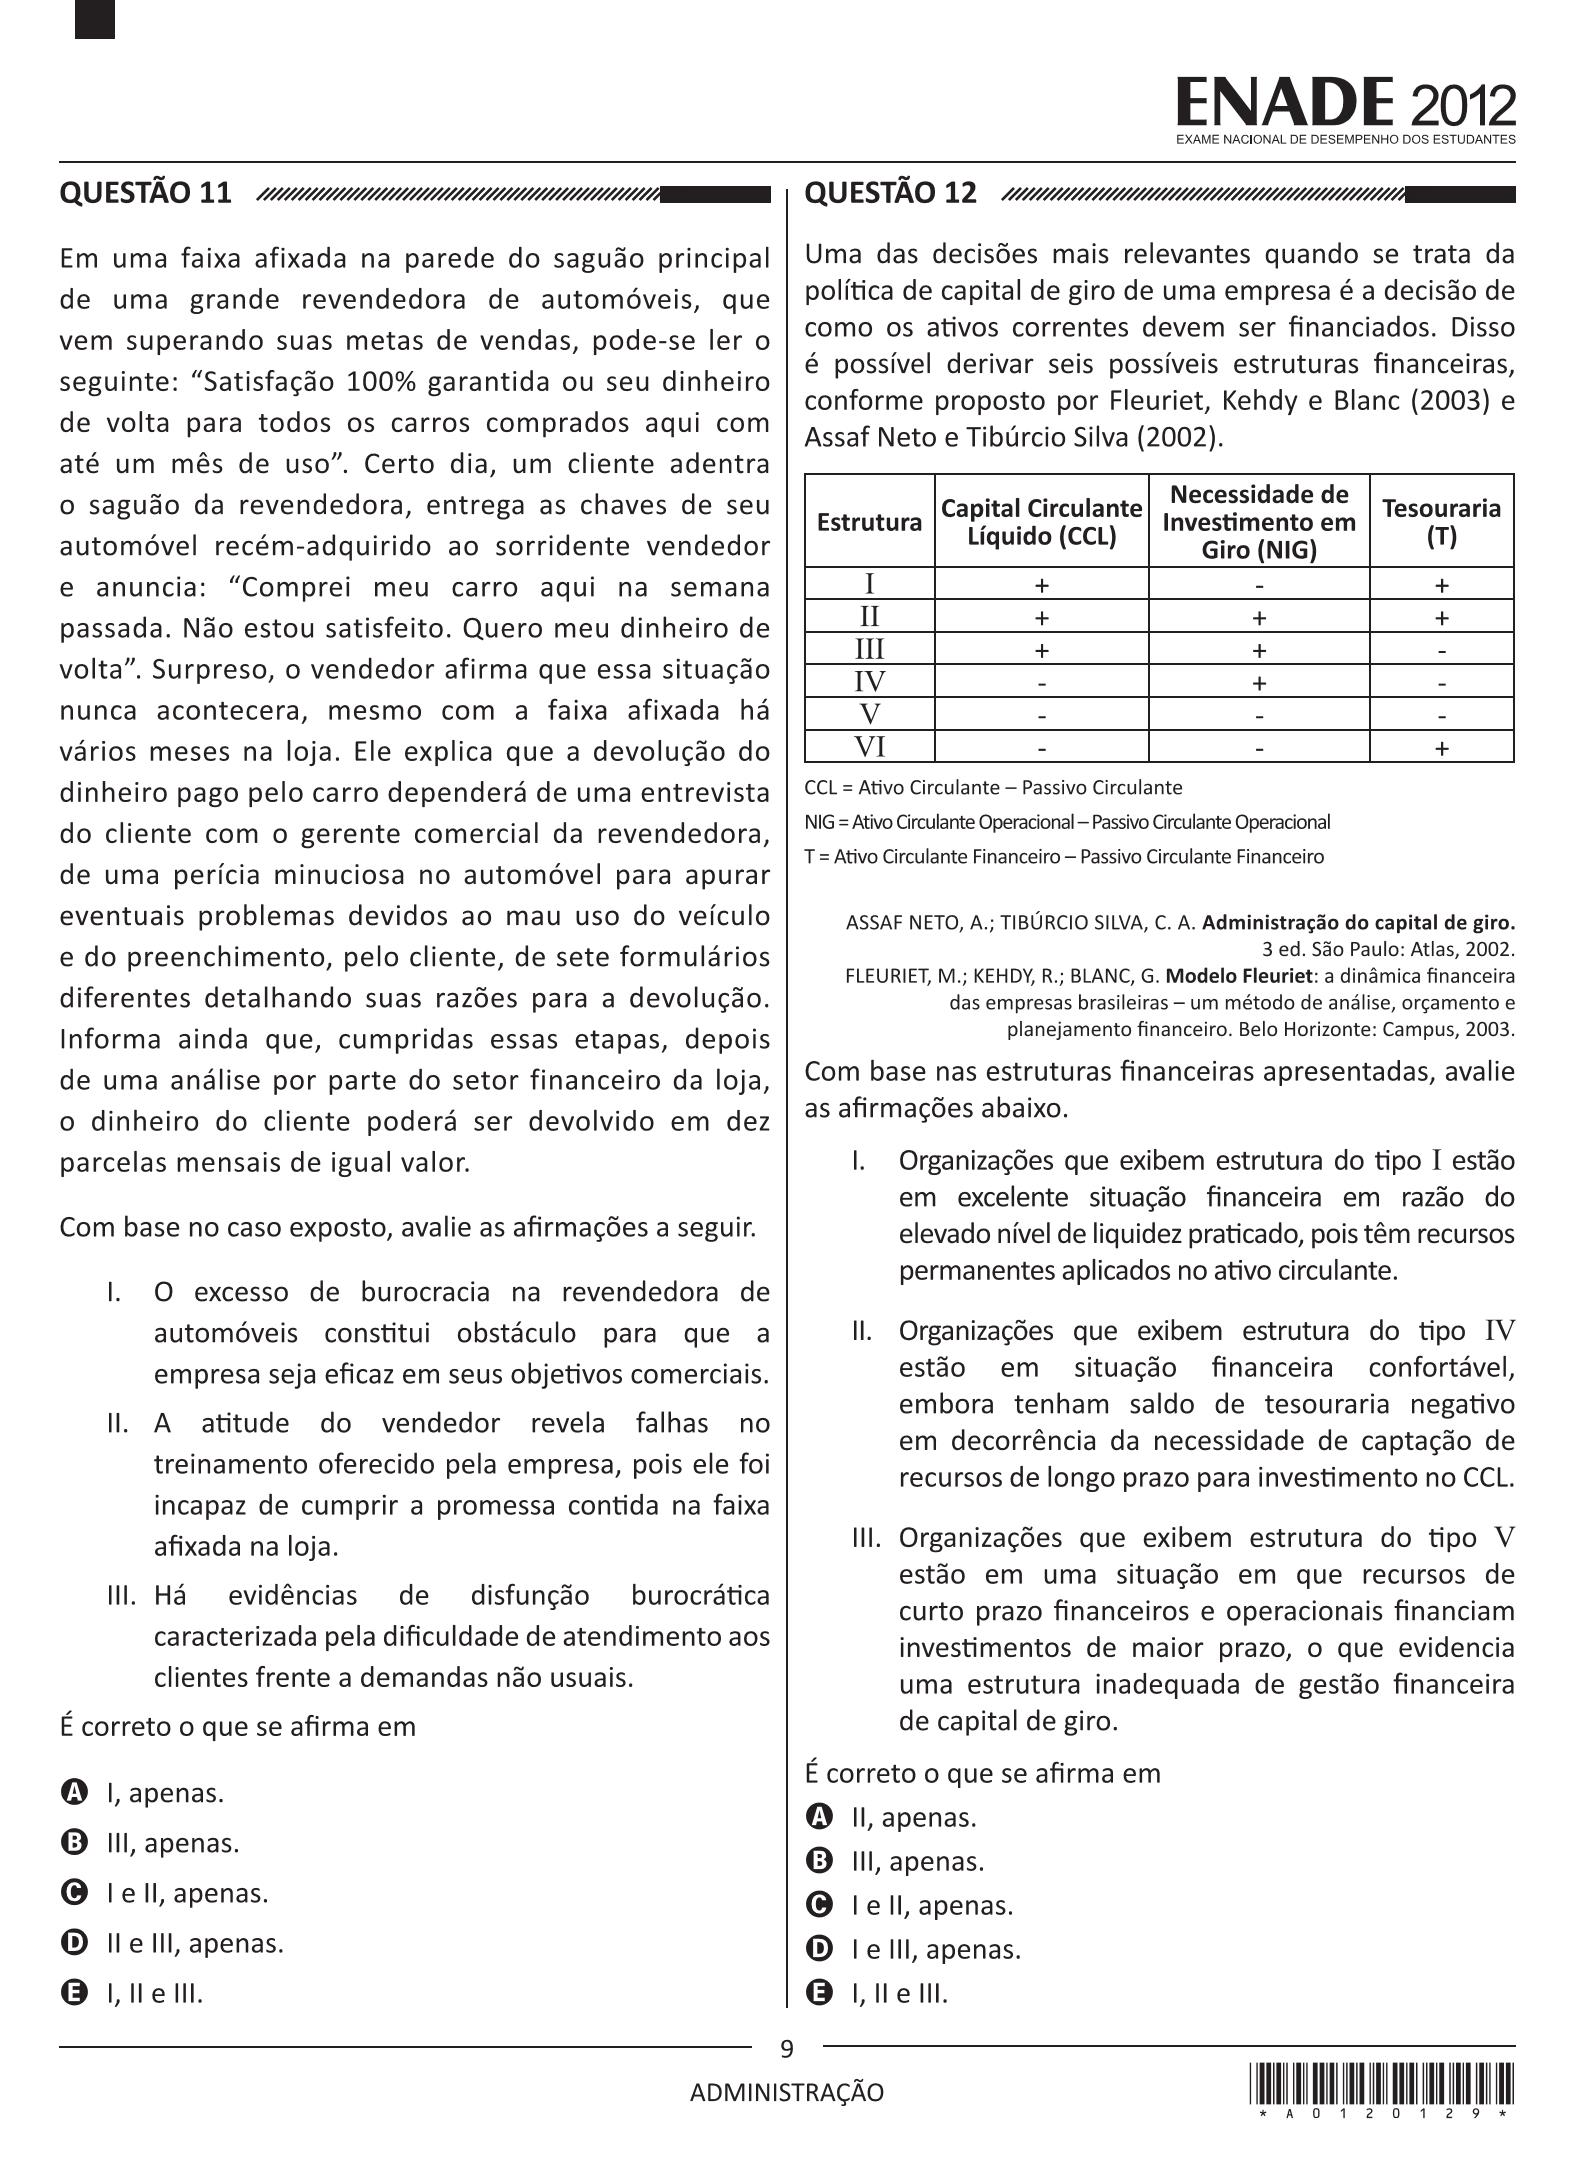 ENADE 2012
EXAME NACIONAL DE DESEMPENHO DOS ESTUDANTES
QUESTÃO 11
Em uma faixa afixada na parede do saguão principal
de uma grande revendedora de automóveis, que
vem superando suas metas de vendas, pode-se ler o
seguinte: “Satisfação 100% garantida ou seu dinheiro
de volta para todos os carros comprados aqui com
até um mês de uso”. Certo dia, um cliente adentra
o saguão da revendedora, entrega as chaves de seu
automóvel recém-adquirido ao sorridente vendedor
e anuncia: “Comprei meu carro aqui na semana
passada. Não estou satisfeito. Quero meu dinheiro de
volta”. Surpreso, o vendedor afirma que essa situação
nunca acontecera, mesmo com a faixa afixada há
vários meses na loja. Ele explica que a devolução do
dinheiro pago pelo carro dependerá de uma entrevista
do cliente com o gerente comercial da revendedora,
de uma perícia minuciosa no automóvel para apurar
eventuais problemas devidos ao mau uso do veículo
e do preenchimento, pelo cliente, de sete formulários
diferentes detalhando suas razões para a devolução.
Informa ainda que, cumpridas essas etapas, depois
de uma análise por parte do setor financeiro da loja,
o dinheiro do cliente poderá ser devolvido em dez
parcelas mensais de igual valor.
Com base no caso exposto, avalie as afirmações a seguir.
I. O excesso de burocracia na revendedora de
automóveis constitui obstáculo para que a
empresa seja eficaz em seus objetivos comerciais.
II. A atitude do vendedor revela falhas no
treinamento oferecido pela empresa, pois ele foi
incapaz de cumprir a promessa contida na faixa
afixada na loja.
III. Há evidências de disfunção burocrática
caracterizada pela dificuldade de atendimento aos
clientes frente a demandas não usuais.
É correto o que se afirma em
A I, apenas.
B III, apenas.
C I e II, apenas.
D II e III, apenas.
E I, II e III.
QUESTÃO 12
Uma das decisões mais relevantes quando se trata da
política de capital de giro de uma empresa é a decisão de
como os ativos correntes devem ser financiados. Disso
é possível derivar seis possíveis estruturas financeiras,
conforme proposto por Fleuriet, Kehdy e Blanc (2003) e
Assaf Neto e Tibúrcio Silva (2002).
Estrutura Capital Circulante Líquido (CCL) Necessidade de Investimento em Giro (NIG) Tesouraria (T)
I + - +
II + + +
III + + -
IV - + -
V - - -
VI - - +
CCL = Ativo Circulante – Passivo Circulante
NIG = Ativo Circulante Operacional – Passivo Circulante Operacional
T = Ativo Circulante Financeiro – Passivo Circulante Financeiro
ASSAF NETO, A.; TIBÚRCIO SILVA, C. A. Administração do capital de giro.
3 ed. São Paulo: Atlas, 2002.
FLEURIET, M.; KEHDY, R.; BLANC, G. Modelo Fleuriet: a dinâmica financeira
das empresas brasileiras – um método de análise, orçamento e
planejamento financeiro. Belo Horizonte: Campus, 2003.
Com base nas estruturas financeiras apresentadas, avalie
as afirmações abaixo.
I. Organizações que exibem estrutura do tipo I estão
em excelente situação financeira em razão do
elevado nível de liquidez praticado, pois têm recursos
permanentes aplicados no ativo circulante.
II. Organizações que exibem estrutura do tipo IV
estão em situação financeira confortável,
embora tenham saldo de tesouraria negativo
em decorrência da necessidade de captação de
recursos de longo prazo para investimento no CCL.
III. Organizações que exibem estrutura do tipo V
estão em uma situação em que recursos de
curto prazo financeiros e operacionais financiam
investimentos de maior prazo, o que evidencia
uma estrutura inadequada de gestão financeira
de capital de giro.
É correto o que se afirma em
A II, apenas.
B III, apenas.
C I e II, apenas.
D I e III, apenas.
E I, II e III.
9
ADMINISTRAÇÃO
* A 0 1 2 0 1 2 9 *